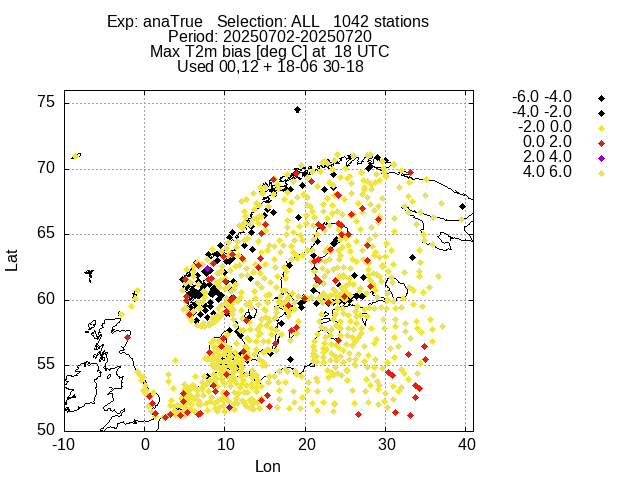 Exp: anaTrue   Selection: ALL   1042 stations
Period: 20250702-20250720
Max T2m bias [deg C] at  18 UTC
Used 00,12 + 18-06 30-18
-6.0 -4.0
-4.0 -2.0
-2.0 0.0
0.0 2.0
2.0 4.0
4.0 6.0
75
70
65
60
55
50
Lat
-10 0 10 20 30 40
Lon